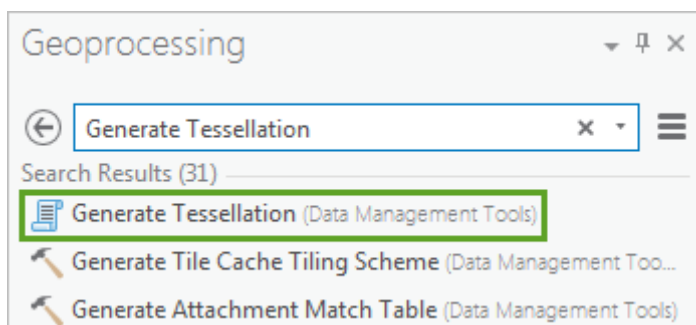 Geoprocessing
Generate Tessellation
Search Results (31)
Generate Tessellation (Data Management Tools)
Generate Tile Cache Tiling Scheme (Data Management Too...
Generate Attachment Match Table (Data Management Tools)